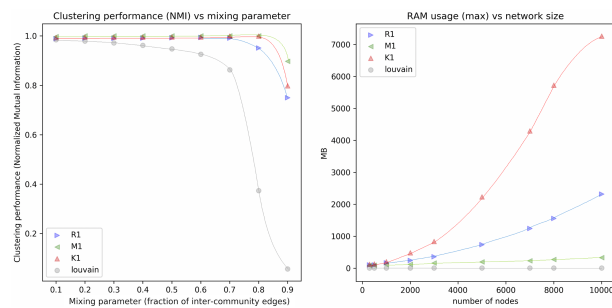 Clustering performance (NMI) vs mixing parameter
Clustering performance (Normalized Mutual Information)
1.0
0.8
0.6
0.4
0.2
R1
M1
K1
louvain
0.1 0.2 0.3 0.4 0.5 0.6 0.7 0.8 0.9
Mixing parameter (fraction of inter-community edges)
RAM usage (max) vs network size
R1
M1
K1
louvain
MB
7000
6000
5000
4000
3000
2000
1000
0
0 2000 4000 6000 8000 10000
number of nodes